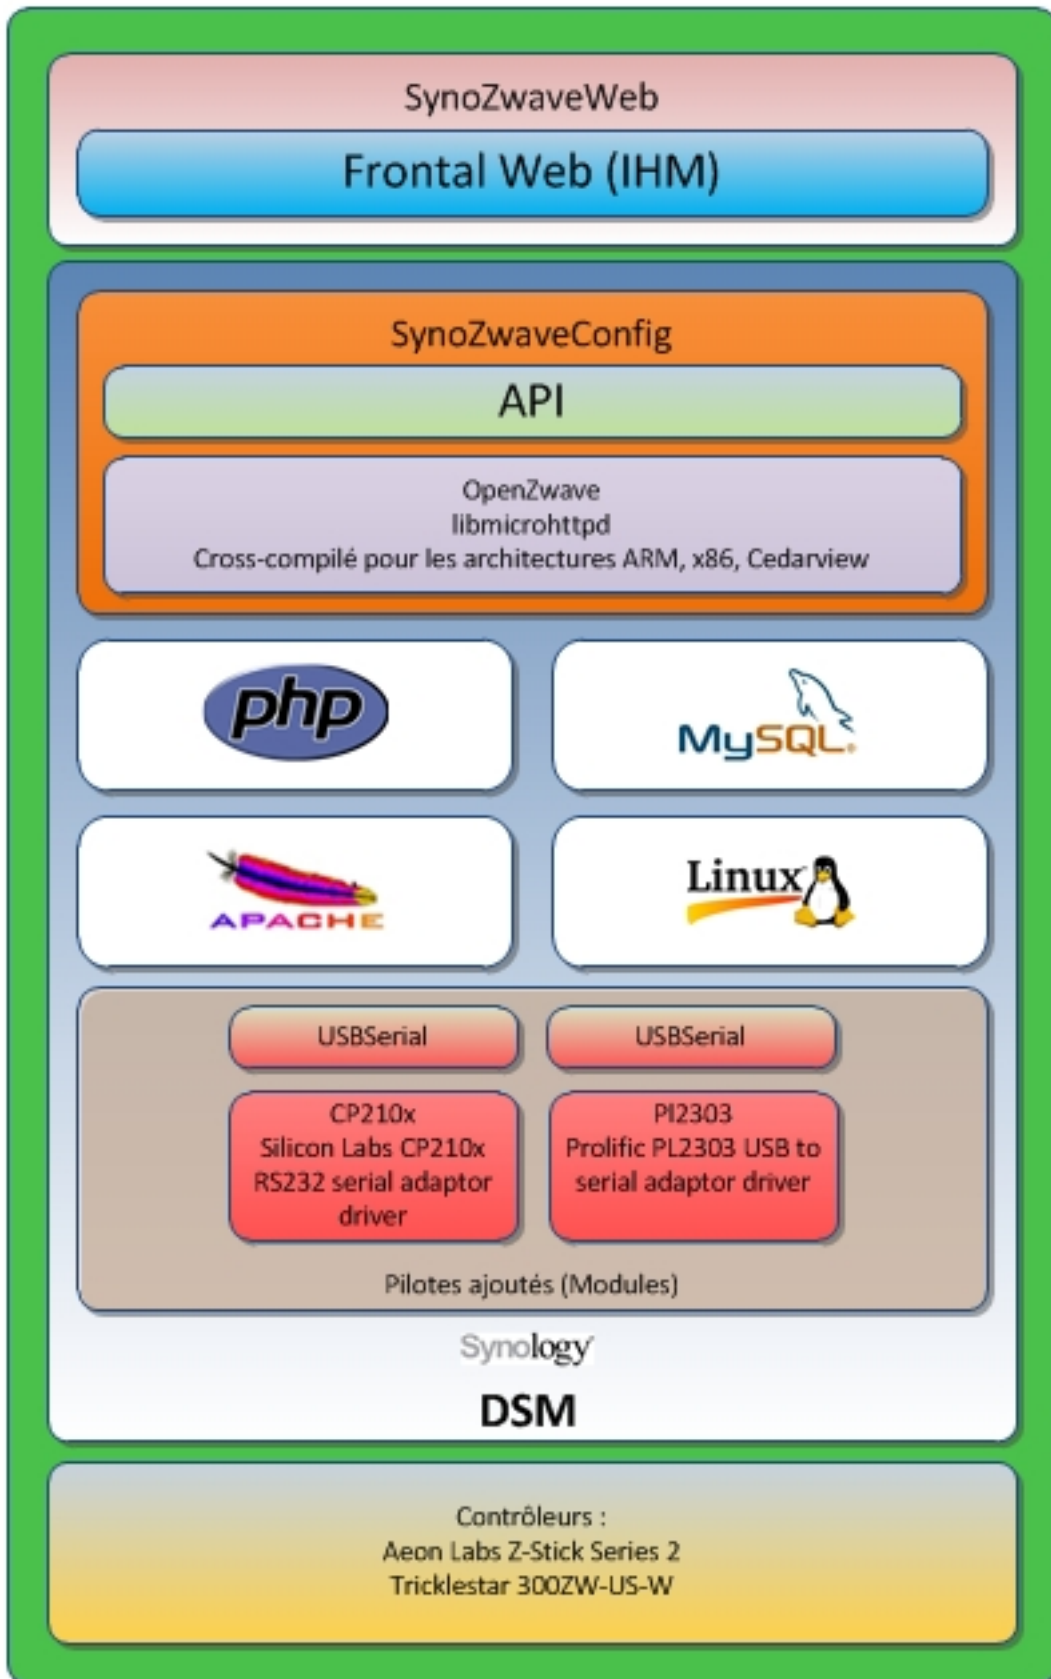 SynoZwaveWeb
Frontal Web (IHM)
SynoZwaveConfig
API
OpenZwave
libmicrohttpd
Cross-compilé pour les architectures ARM, x86, Cedarview
php
MySQL®
APACHE
Linux
USBSerial
USBSerial
CP210x
Silicon Labs CP210x
RS232 serial adaptor
driver
Pl2303
Prolific PL2303 USB to
serial adaptor driver
Pilotes ajoutés (Modules)
Synology
DSM
Contrôleurs :
Aeon Labs Z-Stick Series 2
Tricklestar 300ZW-US-W